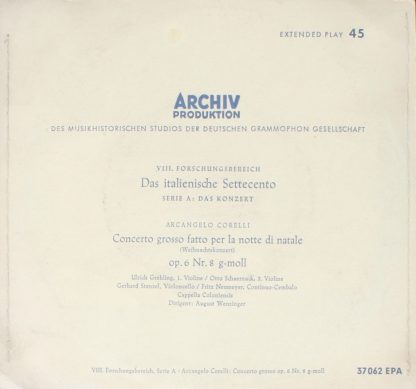 EXTENDED PLAY 45
ARCHIV
PRODUKTION
DES MUSIKHISTORISCHEN STUDIOS DER DEUTSCHEN GRAMMOPHON GESELLSCHAFT
VIII. FORSCHUNGSBEREICH
Das italienische Settecento
SERIE A: DAS KONZERT
ARCANGELO CORELLI
Concerto grosso fatto per la notte di natale
(Weihnachtskonzert)
op. 6 Nr. 8 g-moll
Ulrich Grehling, 1. Violine / Otto Schaernack, 2. Violine
Gerhard Stenzel, Violoncello / Fritz Neumeyer, Continuo-Cembalo
Cappella Coloniensis
Dirigent: August Wenzinger
VIII. Forschungsbereich, Serie A - Arcangelo Corelli: Concerto grosso op. 6 Nr. 8 g-moll
37062 EPA